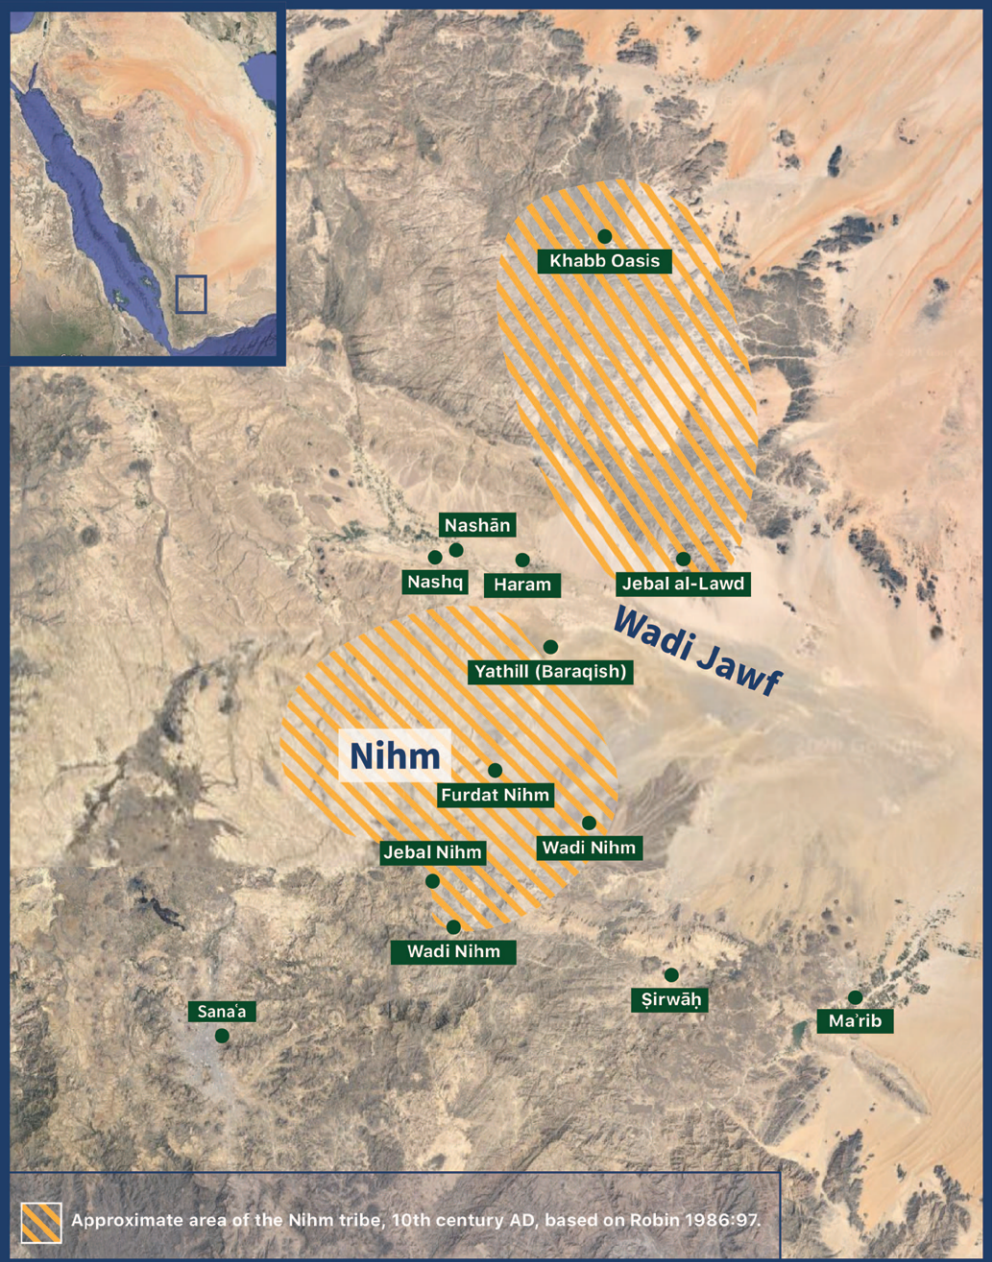 Khabb Oasis
Nashān
Nashq
Haram
Jebal al-Lawd
Wadi Jawf
Yathill (Baraqish)
Nihm
Furdat Nihm
Wadi Nihm
Jebal Nihm
Wadi Nihm
Ṣirwāḥ
Maʾrib
Sanaʿa
Approximate area of the Nihm tribe, 10th century AD, based on Robin 1986:97.